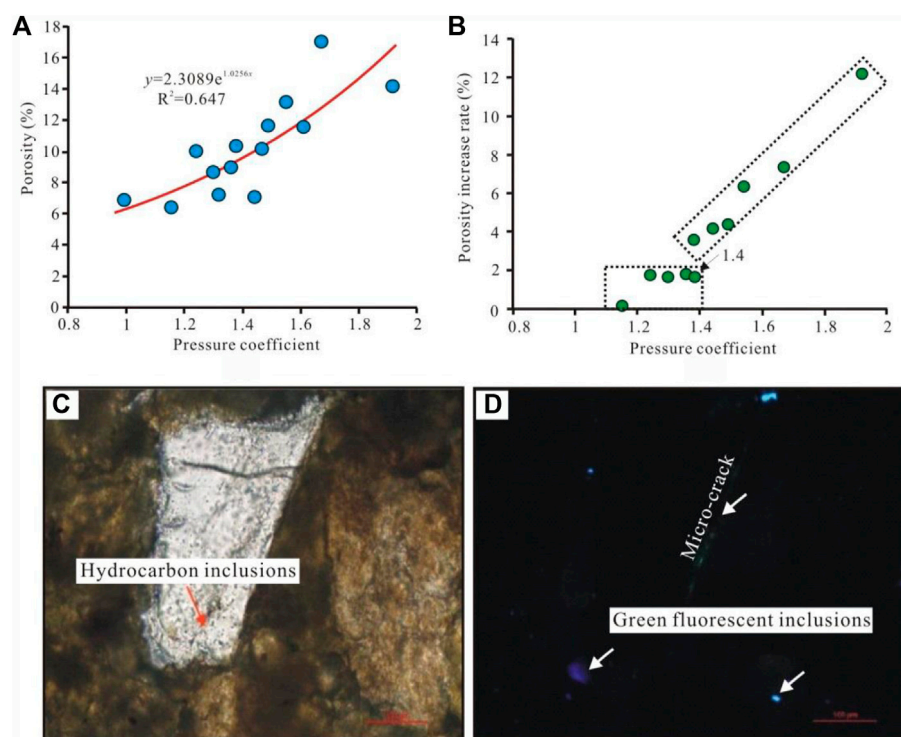 A
18
16
14
12
10
8
6
4
2
0
Porosity (%)
y=2.3089e^1.0256x
R²=0.647
0.8 1 1.2 1.4 1.6 1.8 2
Pressure coefficient
B
14
12
10
8
6
4
2
0
Porosity increase rate (%)
1.4
0.8 1 1.2 1.4 1.6 1.8 2
Pressure coefficient
C
Hydrocarbon inclusions
D
Micro-crack
Green fluorescent inclusions